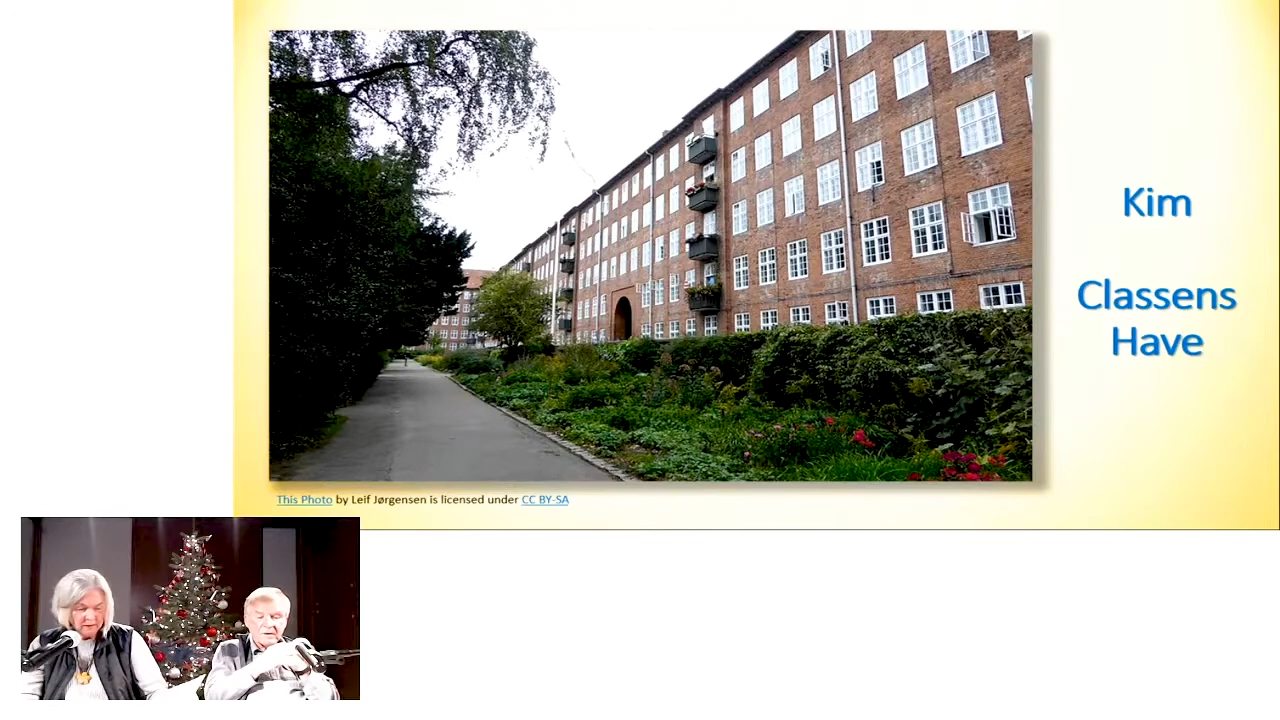 Kim
Classens
Have
This Photo by Leif Jørgensen is licensed under CC BY-SA